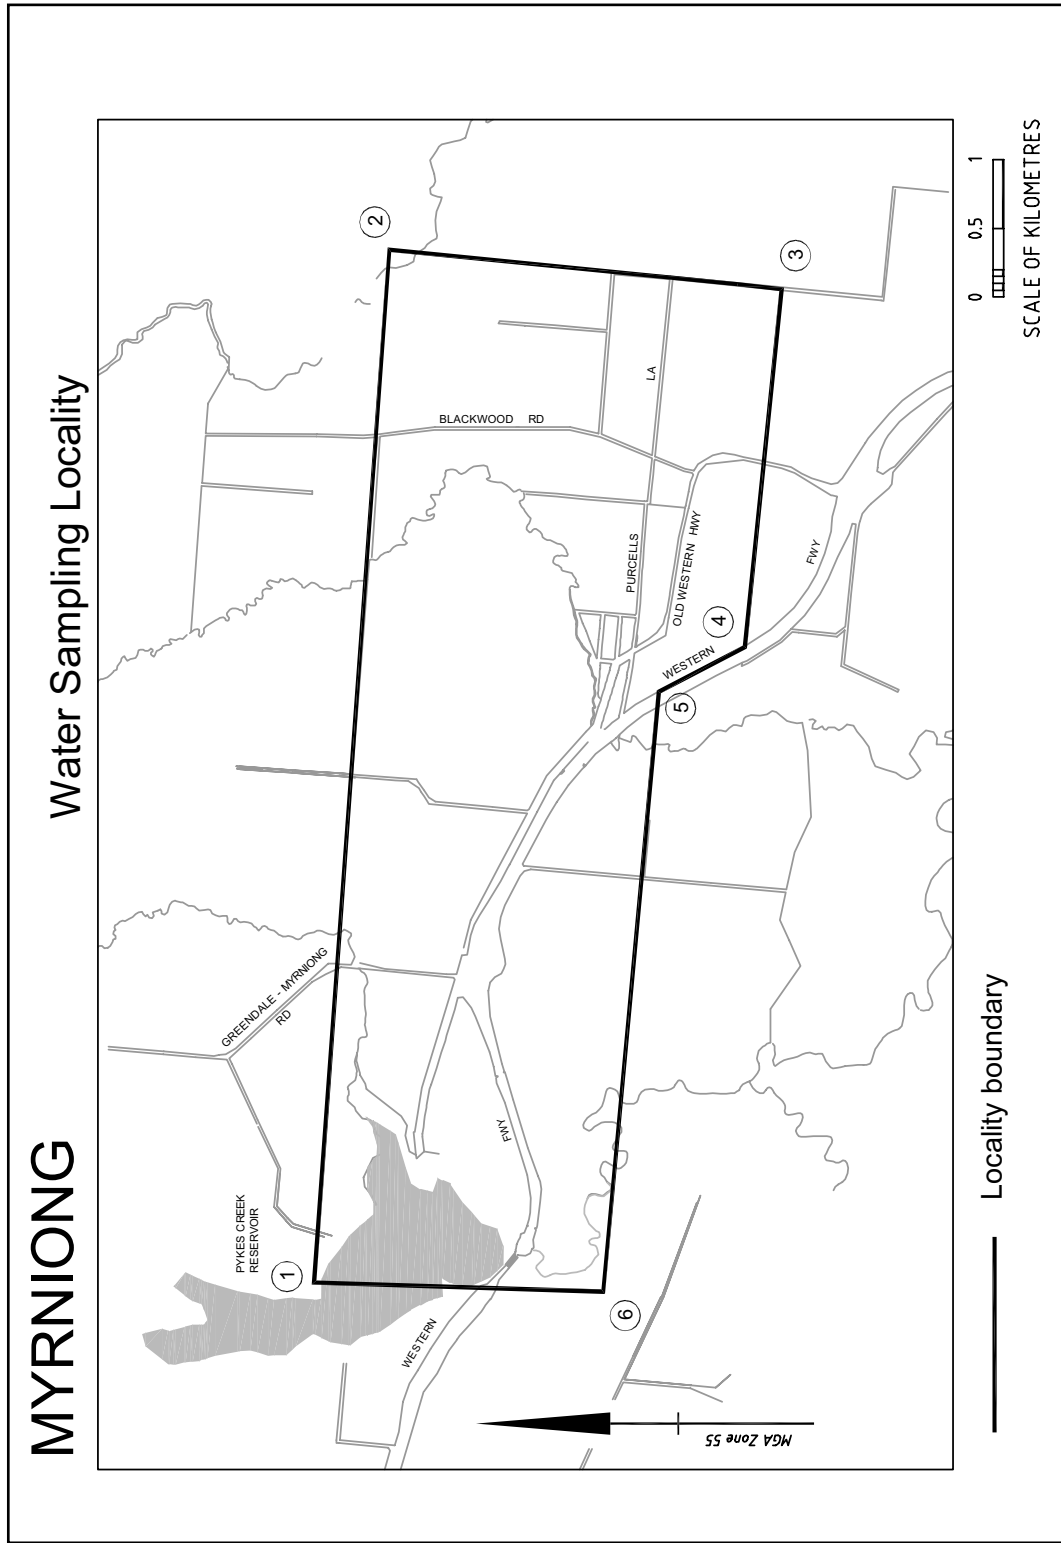 MYRNIONG
Water Sampling Locality
PYKES CREEK
RESERVOIR
GREENDALE - MYRNIONG
RD
BLACKWOOD RD
LA
PURCELLS
OLD WESTERN HWY
WESTERN
FWY
WESTERN
FWY
1
2
3
4
5
6
MGA Zone 55
Locality boundary
0 0.5 1
SCALE OF KILOMETRES